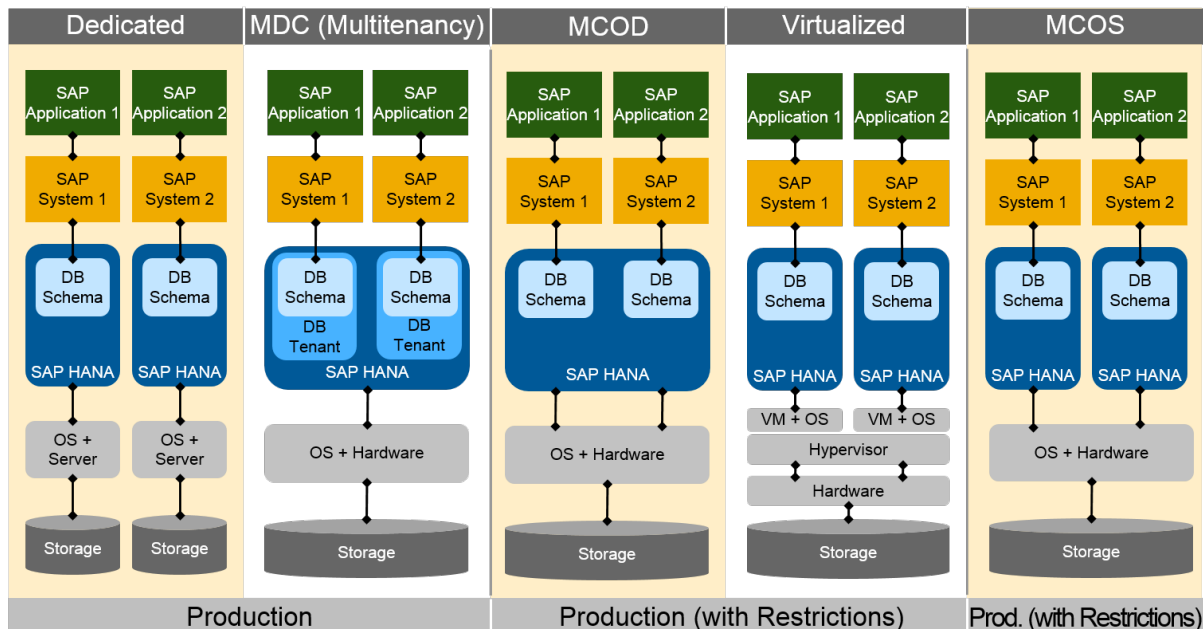 Dedicated
MDC (Multitenancy)
MCOD
Virtualized
MCOS
SAP
Application 1
SAP
Application 2
SAP
System 1
SAP
System 2
DB
Schema
DB
Schema
SAP HANA
SAP HANA
OS +
Server
OS +
Server
Storage
Storage
SAP
Application 1
SAP
Application 2
SAP
System 1
SAP
System 2
DB
Schema
DB
Tenant
DB
Schema
DB
Tenant
SAP HANA
OS + Hardware
Storage
SAP
Application 1
SAP
Application 2
SAP
System 1
SAP
System 2
DB
Schema
DB
Schema
SAP HANA
OS + Hardware
Storage
SAP
Application 1
SAP
Application 2
SAP
System 1
SAP
System 2
DB
Schema
DB
Schema
SAP HANA
SAP HANA
VM + OS
VM + OS
Hypervisor
Hardware
Storage
SAP
Application 1
SAP
Application 2
SAP
System 1
SAP
System 2
DB
Schema
DB
Schema
SAP HANA
SAP HANA
OS + Hardware
Storage
Production
Production (with Restrictions)
Prod. (with Restrictions)